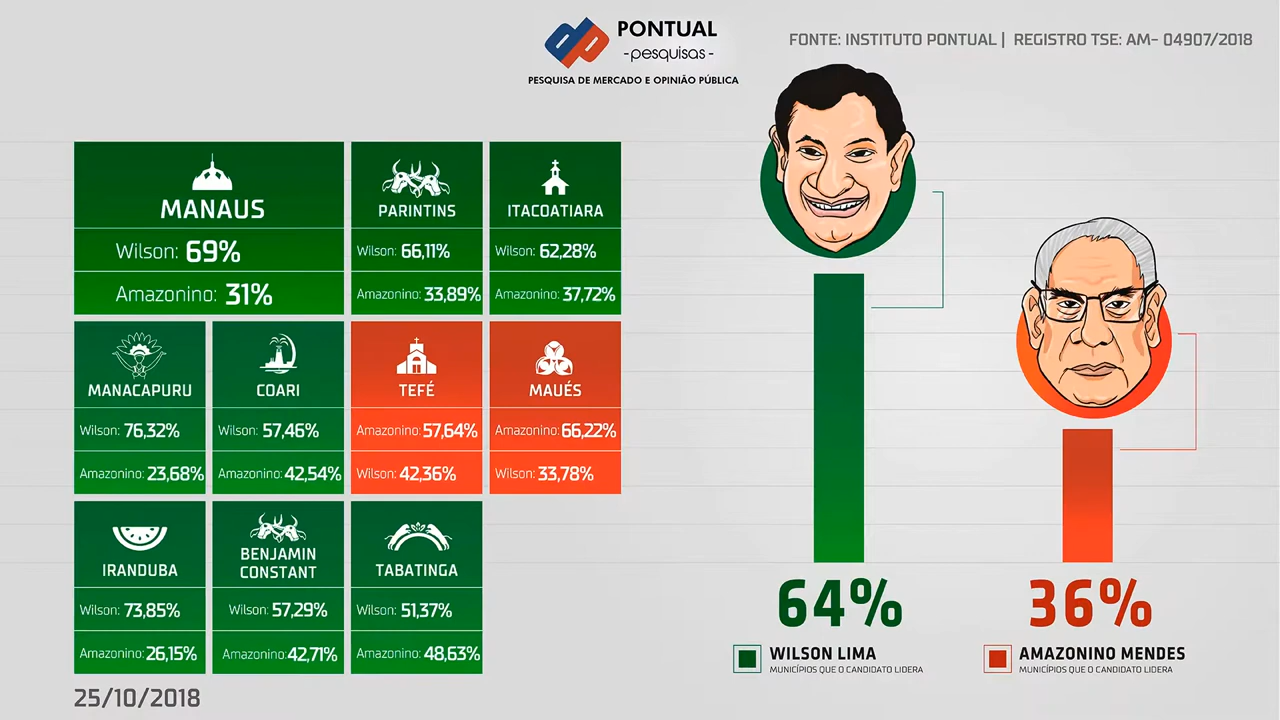 PONTUAL
-pesquisas-
PESQUISA DE MERCADO E OPINIÃO PÚBLICA
FONTE: INSTITUTO PONTUAL | REGISTRO TSE: AM- 04907/2018
MANAUS
Wilson: 69%
Amazonino: 31%
PARINTINS
Wilson: 66,11%
Amazonino: 33,89%
ITACOATIARA
Wilson: 62,28%
Amazonino: 37,72%
MANACAPURU
Wilson: 76,32%
Amazonino: 23,68%
COARI
Wilson: 57,46%
Amazonino: 42,54%
TEFÉ
Amazonino: 57,64%
Wilson: 42,36%
MAUÉS
Amazonino: 66,22%
Wilson: 33,78%
IRANDUBA
Wilson: 73,85%
Amazonino: 26,15%
BENJAMIN
CONSTANT
Wilson: 57,29%
Amazonino: 42,71%
TABATINGA
Wilson: 51,37%
Amazonino: 48,63%
25/10/2018
64%
WILSON LIMA
MUNICÍPIOS QUE O CANDIDATO LIDERA
36%
AMAZONINO MENDES
MUNICÍPIOS QUE O CANDIDATO LIDERA